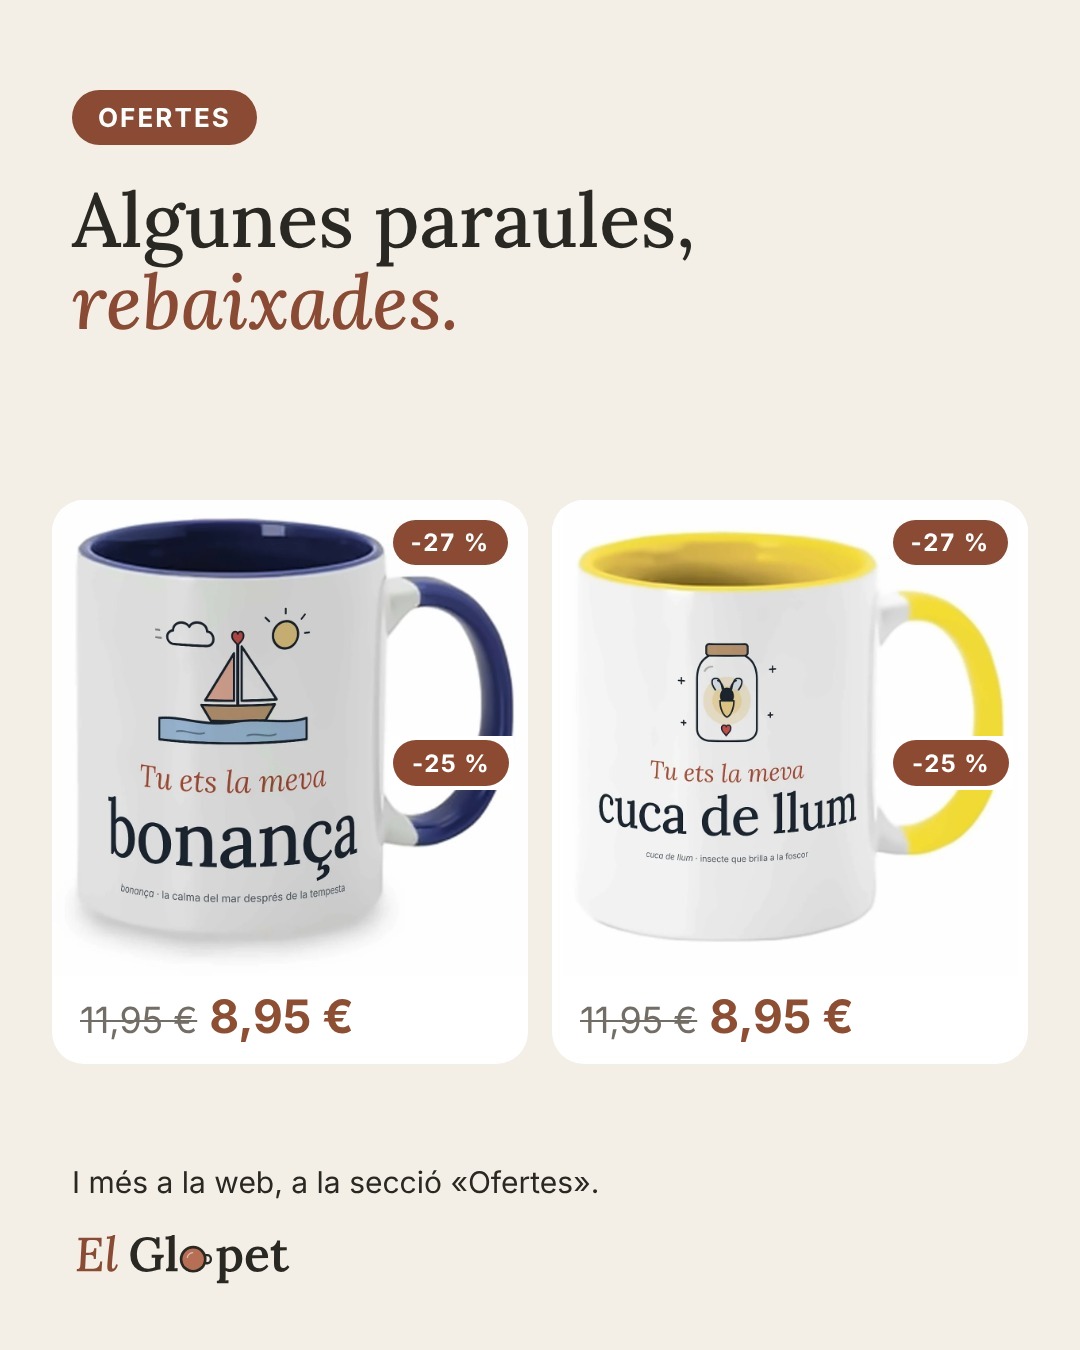 OFERTES
Algunes paraules,
rebaixades.
-27 %
Tu ets la meva
-25 %
bonança
bonança · la calma del mar després de la tempesta
11,95 € 8,95 €
-27 %
Tu ets la meva
-25 %
cuca de llum
cuca de llum · insecte que brilla a la foscor
11,95 € 8,95 €
I més a la web, a la secció «Ofertes».
El Glopet